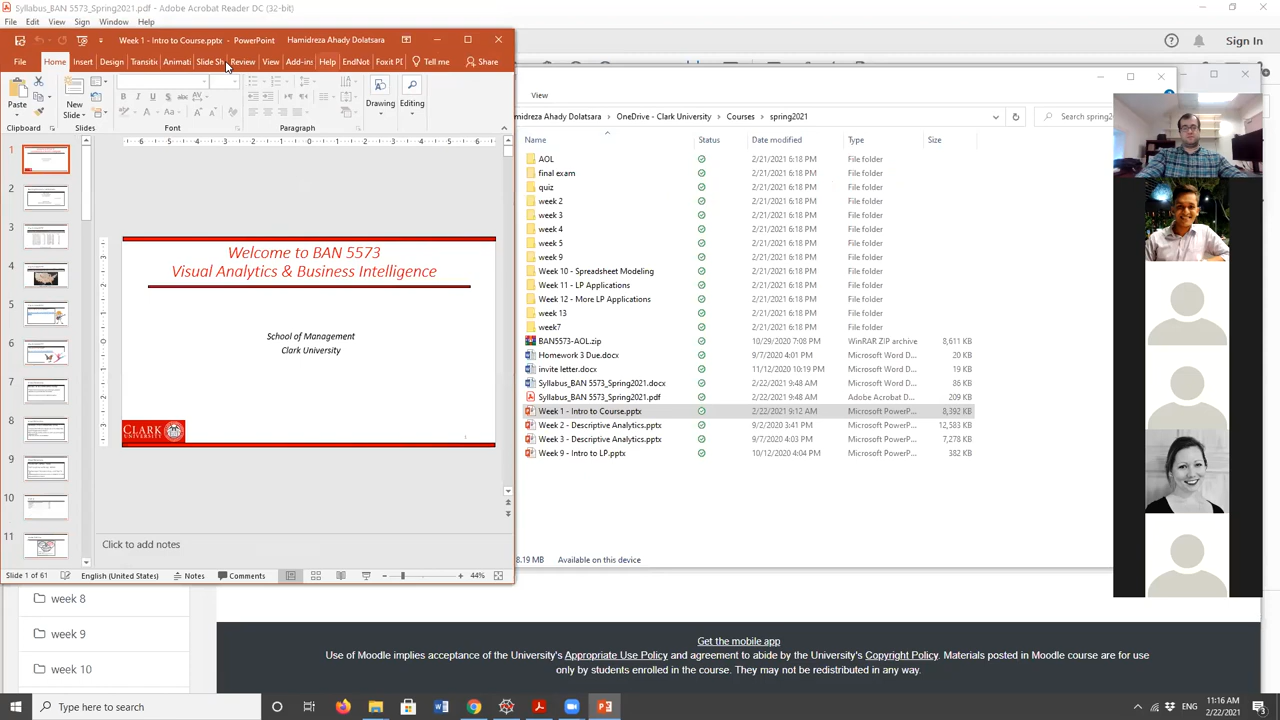 Syllabus_BAN 5573_Spring2021.pdf - Adobe Acrobat Reader DC (32-bit)
File Edit View Sign Window Help
Sign In
Week 1 - Intro to Course.pptx - PowerPoint Hamidreza Ahady Dolatsara
File Home Insert Design Transitic Animati Slide Sh Review View Add-ins Help EndNot Foxit PD Tell me Share
Paste New Slide Drawing Editing
Clipboard Slides Font Paragraph
View
amidreza Ahady Dolatsara > OneDrive - Clark University > Courses > spring2021
Search spring2
Name Status Date modified Type Size
AOL 2/21/2021 6:18 PM File folder
final exam 2/21/2021 6:18 PM File folder
quiz 2/21/2021 6:18 PM File folder
week 2 2/21/2021 6:18 PM File folder
week 3 2/21/2021 6:18 PM File folder
week 4 2/21/2021 6:18 PM File folder
week 5 2/21/2021 6:18 PM File folder
week 9 2/21/2021 6:18 PM File folder
Week 10 - Spreadsheet Modeling 2/21/2021 6:18 PM File folder
Week 11 - LP Applications 2/21/2021 6:18 PM File folder
Week 12 - More LP Applications 2/21/2021 6:18 PM File folder
week 13 2/21/2021 6:18 PM File folder
week7 2/21/2021 6:18 PM File folder
BAN5573-AOL.zip 10/29/2020 7:08 PM WinRAR ZIP archive 8,611 KB
Homework 3 Due.docx 9/7/2020 4:01 PM Microsoft Word D... 20 KB
invite letter.docx 11/12/2020 10:19 PM Microsoft Word D... 19 KB
Syllabus_BAN 5573_Spring2021.docx 2/22/2021 9:48 AM Microsoft Word D... 86 KB
Syllabus_BAN 5573_Spring2021.pdf 2/22/2021 9:48 AM Adobe Acrobat D... 209 KB
Week 1 - Intro to Course.pptx 2/22/2021 9:12 AM Microsoft PowerP... 8,392 KB
Week 2 - Descriptive Analytics.pptx 9/2/2020 3:41 PM Microsoft PowerP... 12,583 KB
Week 3 - Descriptive Analytics.pptx 9/7/2020 4:03 PM Microsoft PowerP... 7,278 KB
Week 9 - Intro to LP.pptx 10/12/2020 4:04 PM Microsoft PowerP... 382 KB
8.19 MB Available on this device
1
2
3
4
5
6
7
8
9
10
11
Welcome to BAN 5573
Visual Analytics & Business Intelligence
School of Management
Clark University
CLARK
UNIVERSITY
Click to add notes
Slide 1 of 61 English (United States) Notes Comments 44%
week 8
week 9
week 10
Get the mobile app
Use of Moodle implies acceptance of the University's Appropriate Use Policy and agreement to abide by the University's Copyright Policy. Materials posted in Moodle course are for use
only by students enrolled in the course. They may not be redistributed in any way.
Type here to search
ENG
11:16 AM
2/22/2021